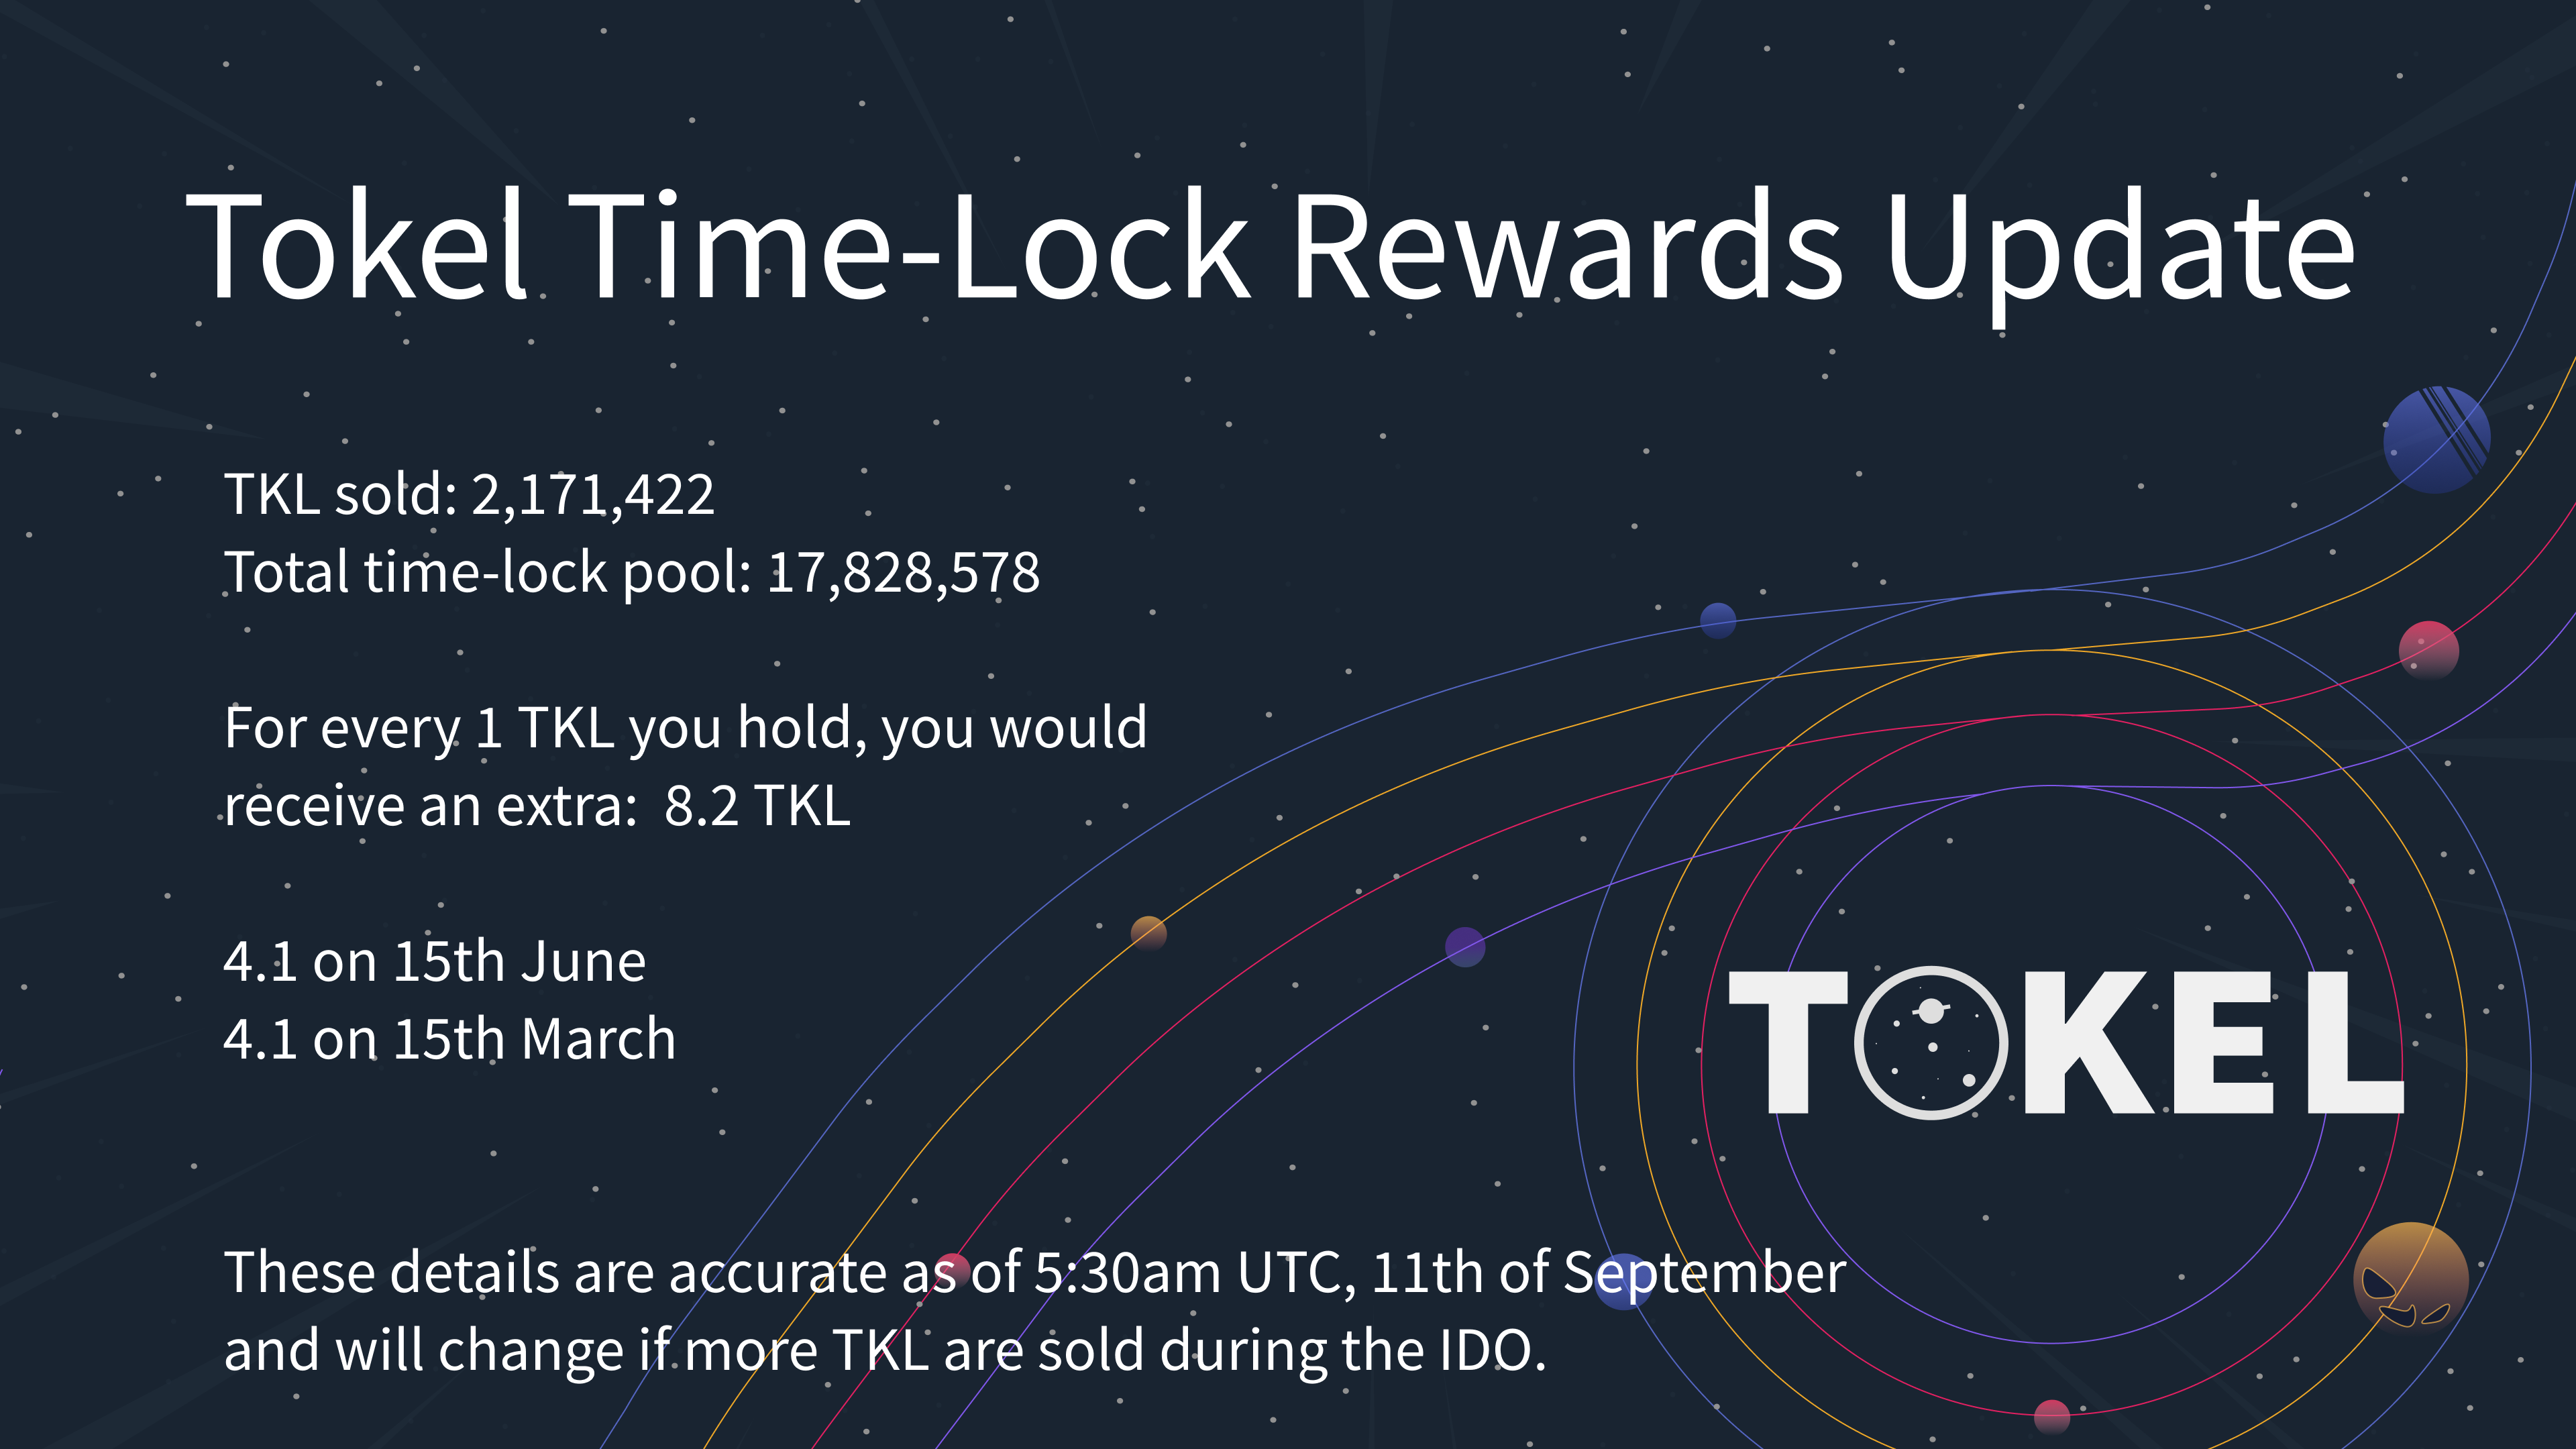 Tokel Time-Lock Rewards Update
TKL sold: 2,171,422
Total time-lock pool: 17,828,578
For every 1 TKL you hold, you would
receive an extra:  8.2 TKL
4.1 on 15th June
4.1 on 15th March
TOKEL
These details are accurate as of 5:30am UTC, 11th of September
and will change if more TKL are sold during the IDO.